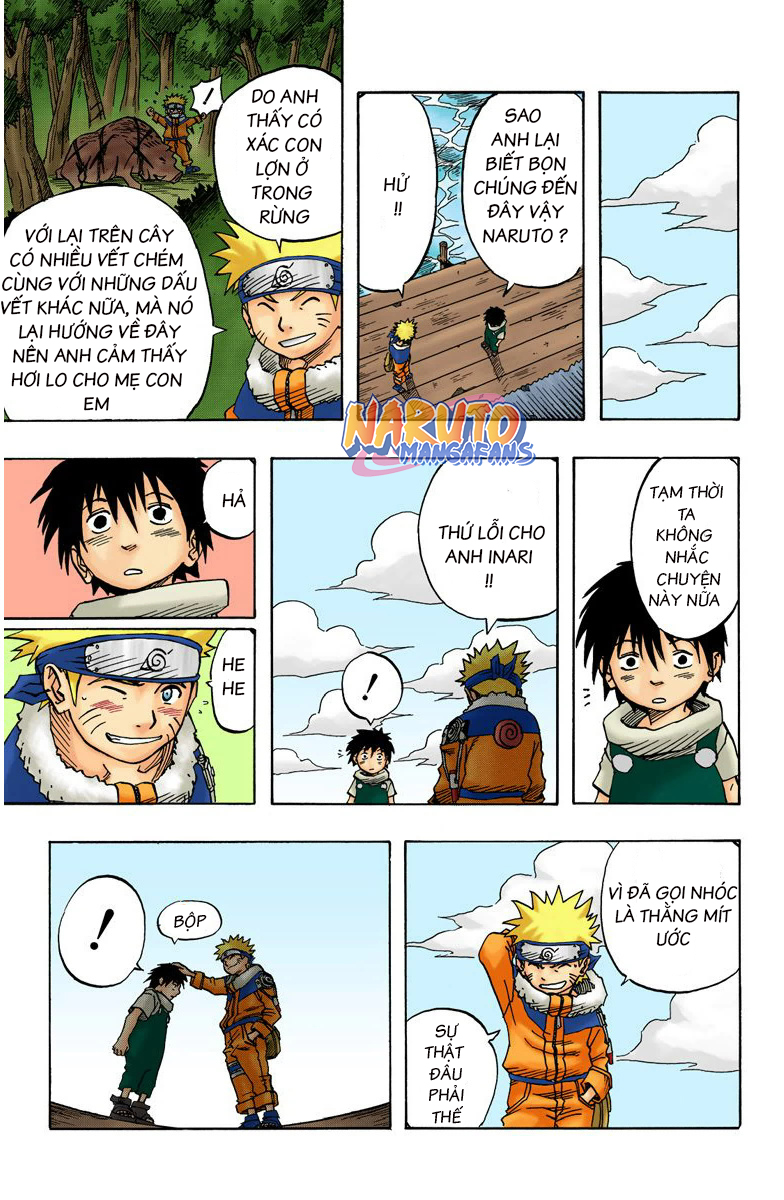 SAO
ANH LẠI
BIẾT BỌN
CHÚNG ĐẾN
ĐÂY VẬY
NARUTO ?
HỬ
!!
DO ANH
THẤY CÓ
XÁC CON
LỢN Ở
TRONG
RỪNG
!
VỚI LẠI TRÊN CÂY
CÓ NHIỀU VẾT CHÉM
CÙNG VỚI NHỮNG DẤU
VẾT KHÁC NỮA, MÀ NÓ
LẠI HƯỚNG VỀ ĐÂY
NÊN ANH CẢM THẤY
HƠI LO CHO MẸ CON
EM
NARUTO
MANGAFANS
TẠM THỜI
TA
KHÔNG
NHẮC
CHUYỆN
NÀY NỮA
THỨ LỖI CHO
ANH INARI
!!
!
HẢ
HE
HE
VÌ ĐÃ GỌI NHÓC
LÀ THẰNG MÍT
ƯỚC
SỰ
THẬT
ĐÂU
PHẢI
THẾ
BỘP
!